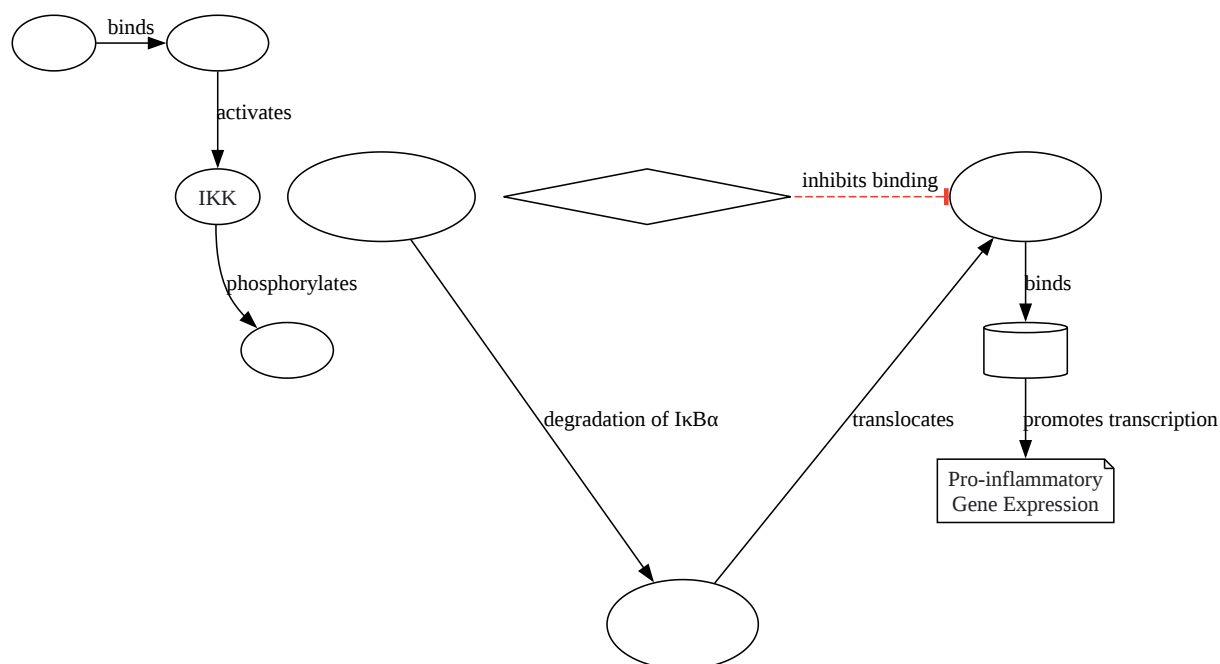 binds
activates
IKK
inhibits binding
phosphorylates
binds
degradation of IκBα
translocates
promotes transcription
Pro-inflammatory
Gene Expression